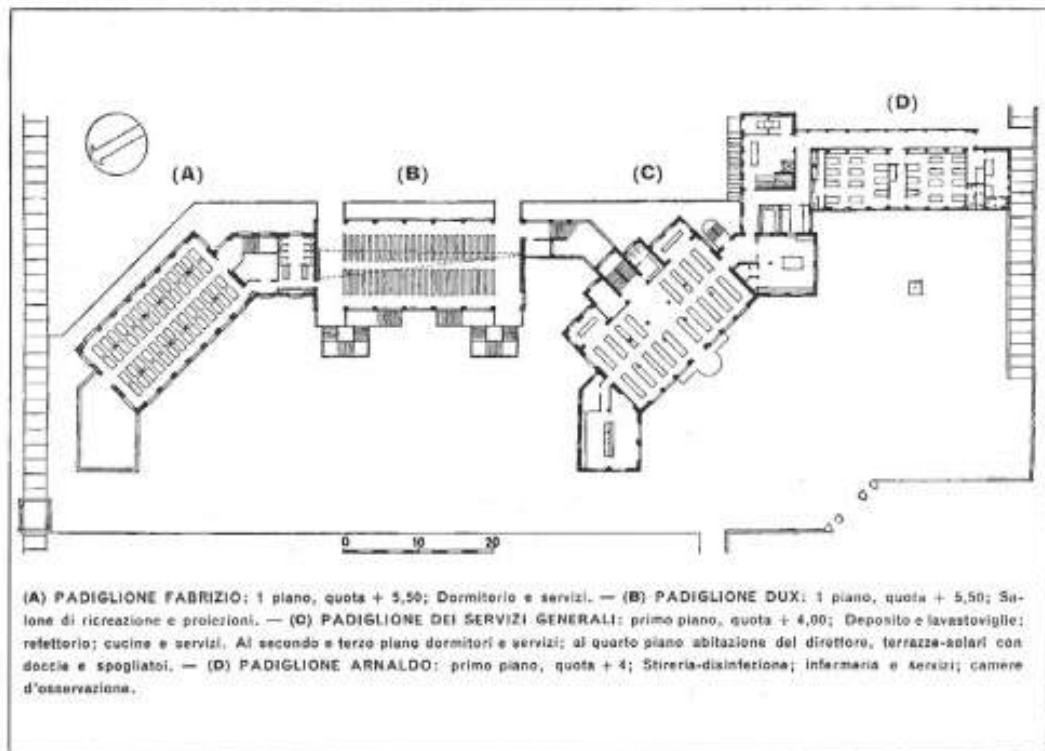 (D)
(A) (B) (C)
0 10 20
(A) PADIGLIONE FABRIZIO: 1 piano, quota + 5,50; Dormitorio e servizi. — (B) PADIGLIONE DUX: 1 piano, quota + 5,50; Sa-
lone di ricreazione e proiezioni. — (C) PADIGLIONE DEI SERVIZI GENERALI: primo piano, quota + 4,00; Deposito e lavastoviglie;
refettorio; cucine e servizi. Al secondo e terzo piano dormitori e servizi; al quarto piano abitazione del direttore, terrazze-solari con
doccie e spogliatoi. — (D) PADIGLIONE ARNALDO: primo piano, quota + 4; Stireria-disinfezione; infermeria e servizi; camere
d'osservazione.